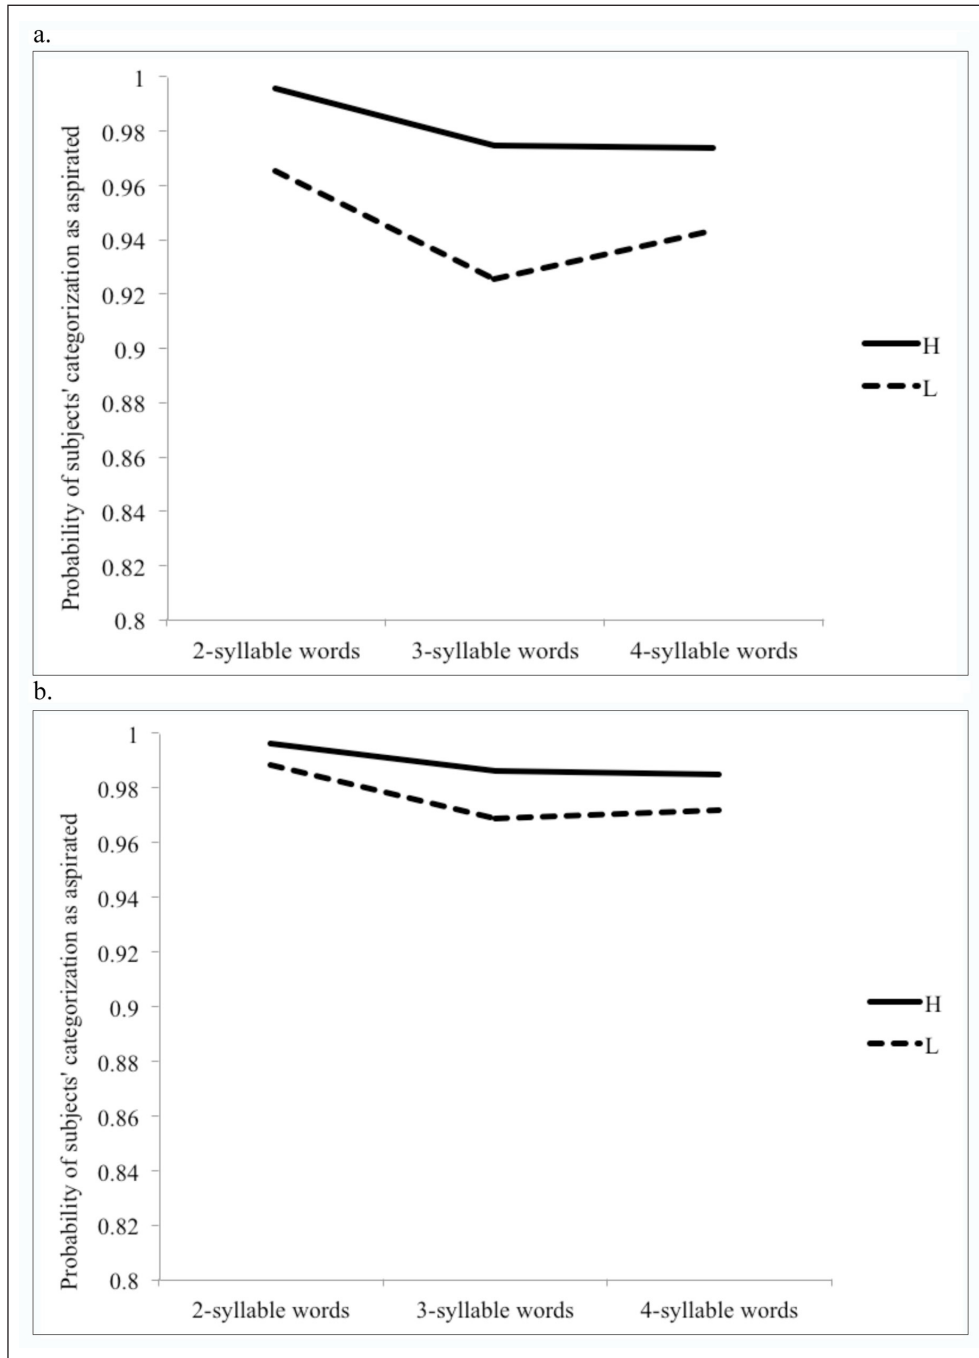 a.
Probability of subjects' categorization as aspirated
1
0.98
0.96
0.94
0.92
0.9
0.88
0.86
0.84
0.82
0.8
2-syllable words 3-syllable words 4-syllable words
H
L
b.
Probability of subjects' categorization as aspirated
1
0.98
0.96
0.94
0.92
0.9
0.88
0.86
0.84
0.82
0.8
2-syllable words 3-syllable words 4-syllable words
H
L